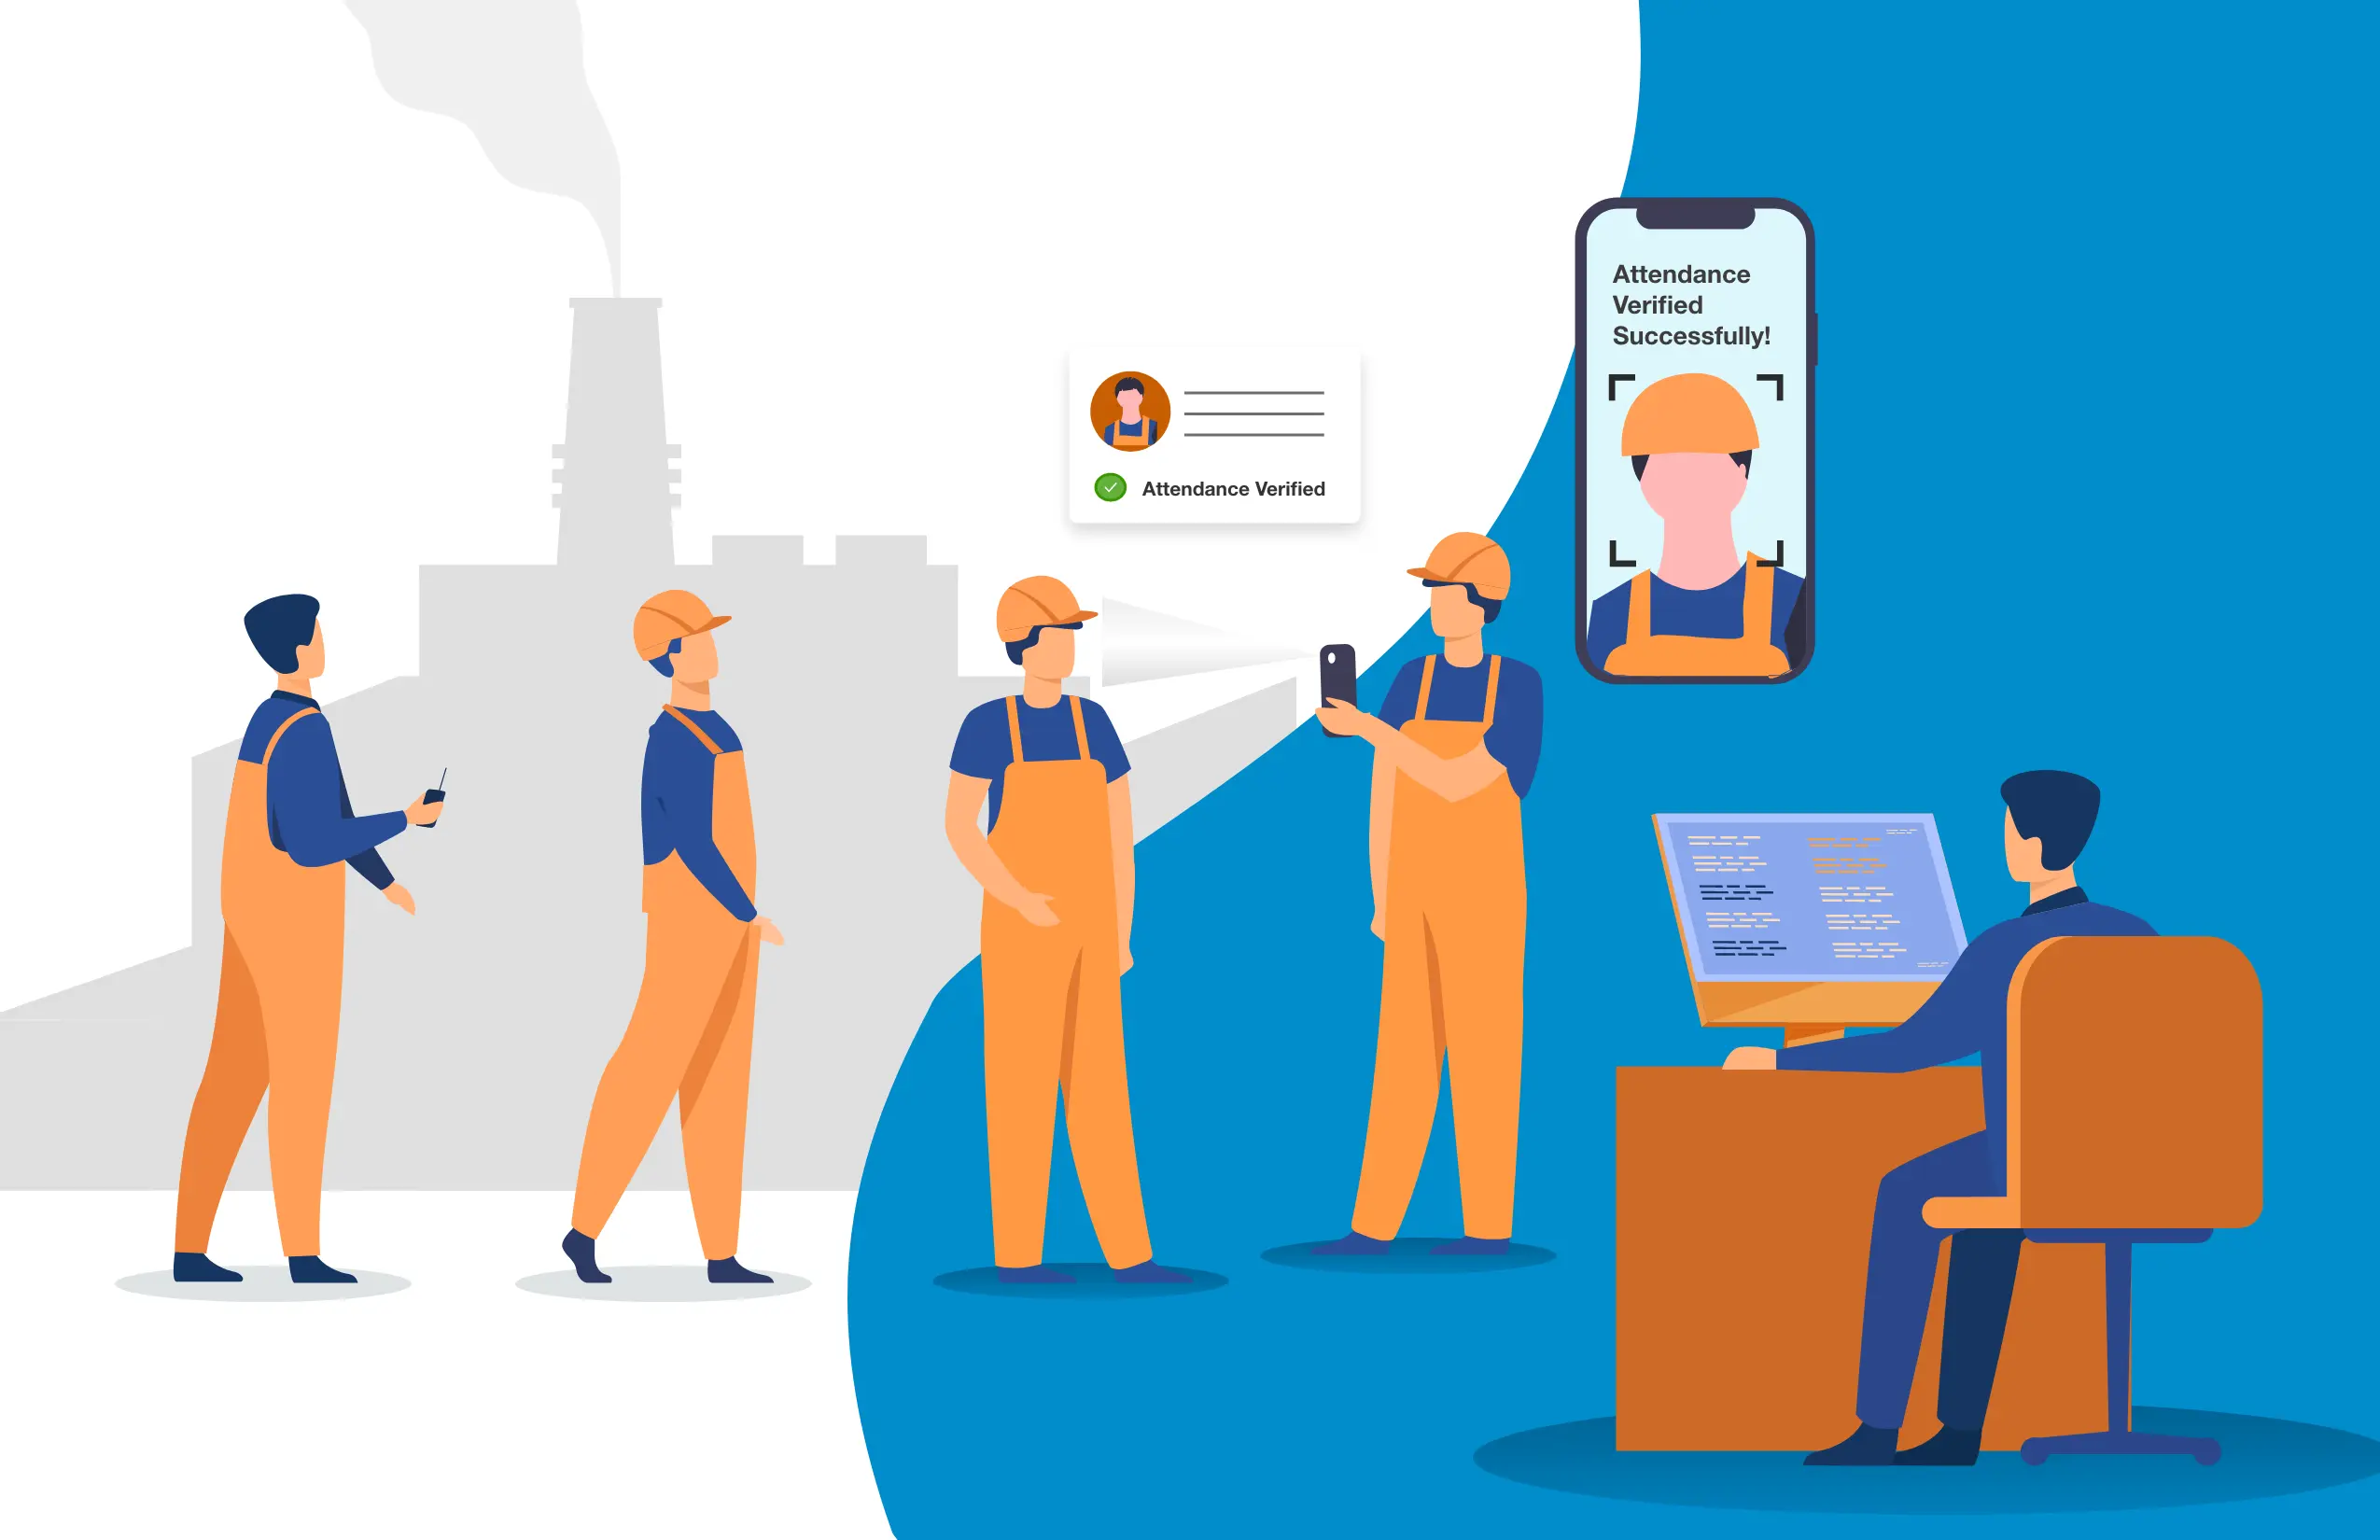 Attendance
Verified
Successfully!
Attendance Verified